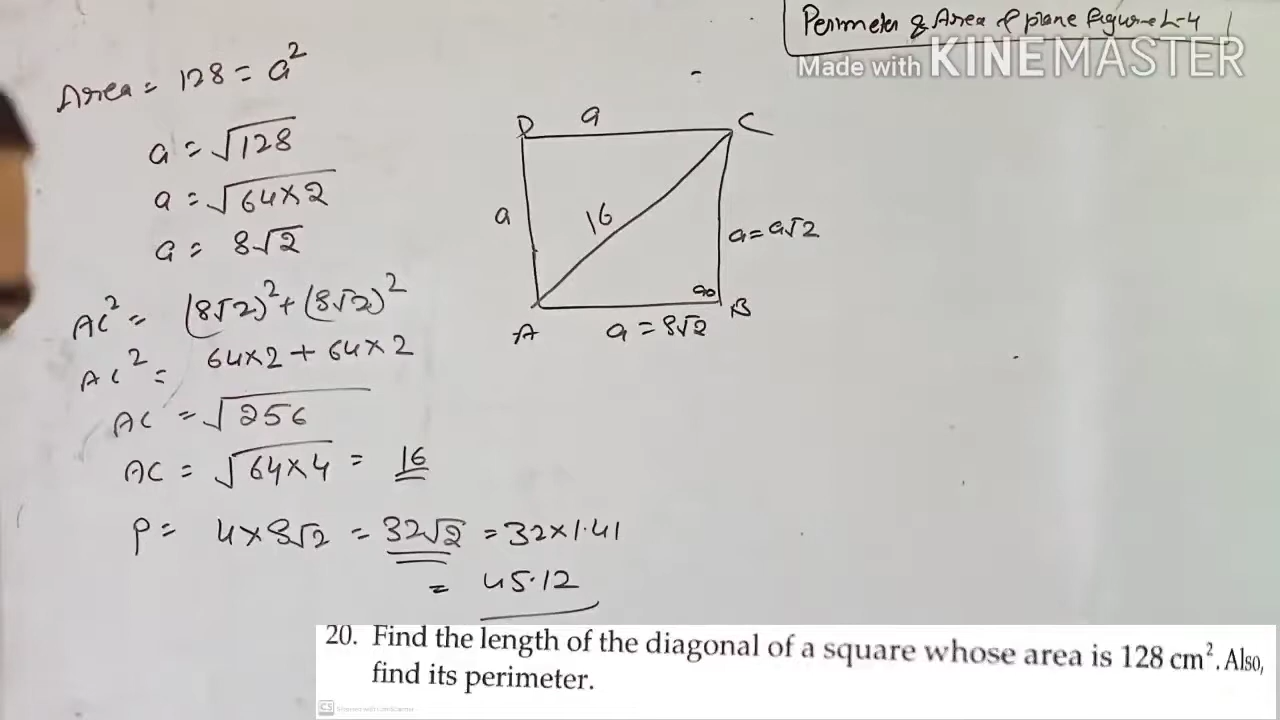 Perimeter & Area of plane figure L-4
Made with KINEMASTER
Area = 128 = a²
a = √128
a = √64×2
a = 8√2
AC² = (8√2)² + (8√2)²
AC² = 64×2 + 64×2
AC = √256
AC = √64×4 = 16
P = 4×8√2 = 32√2 = 32×1.41
= 45.12
D a C
a 16 a=a√2
90
A a = 8√2 B
20. Find the length of the diagonal of a square whose area is 128 cm². Also,
find its perimeter.
CS